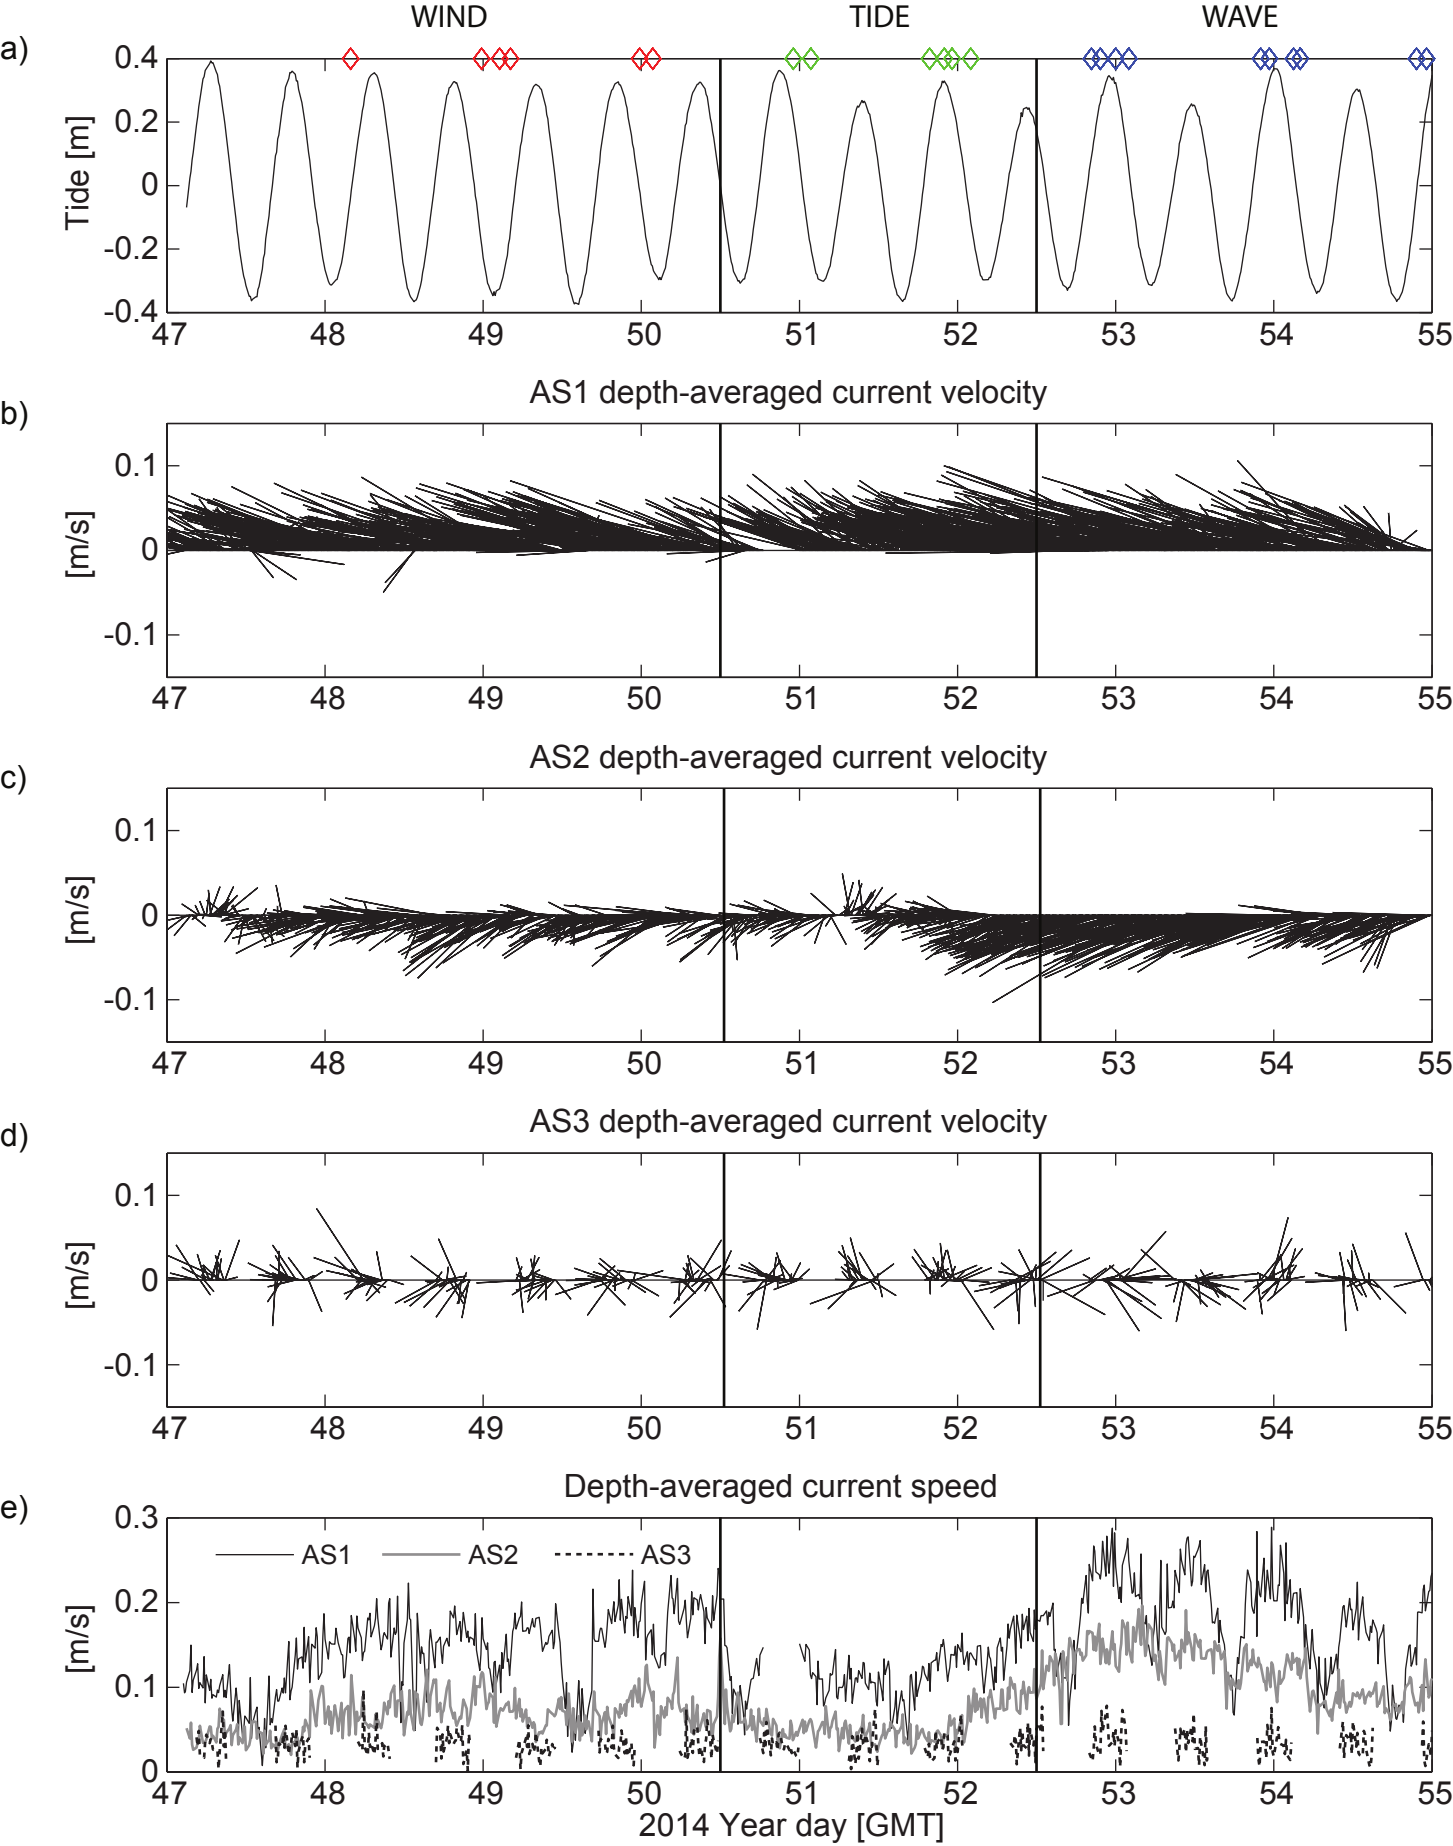 WIND TIDE WAVE
a)
0.4
0.2
0
-0.2
-0.4
Tide [m]
47 48 49 50 51 52 53 54 55
AS1 depth-averaged current velocity
b)
0.1
0
-0.1
[m/s]
47 48 49 50 51 52 53 54 55
AS2 depth-averaged current velocity
c)
0.1
0
-0.1
[m/s]
47 48 49 50 51 52 53 54 55
AS3 depth-averaged current velocity
d)
0.1
0
-0.1
[m/s]
47 48 49 50 51 52 53 54 55
Depth-averaged current speed
e)
0.3
0.2
0.1
0
[m/s]
AS1 AS2 AS3
47 48 49 50 51 52 53 54 55
2014 Year day [GMT]